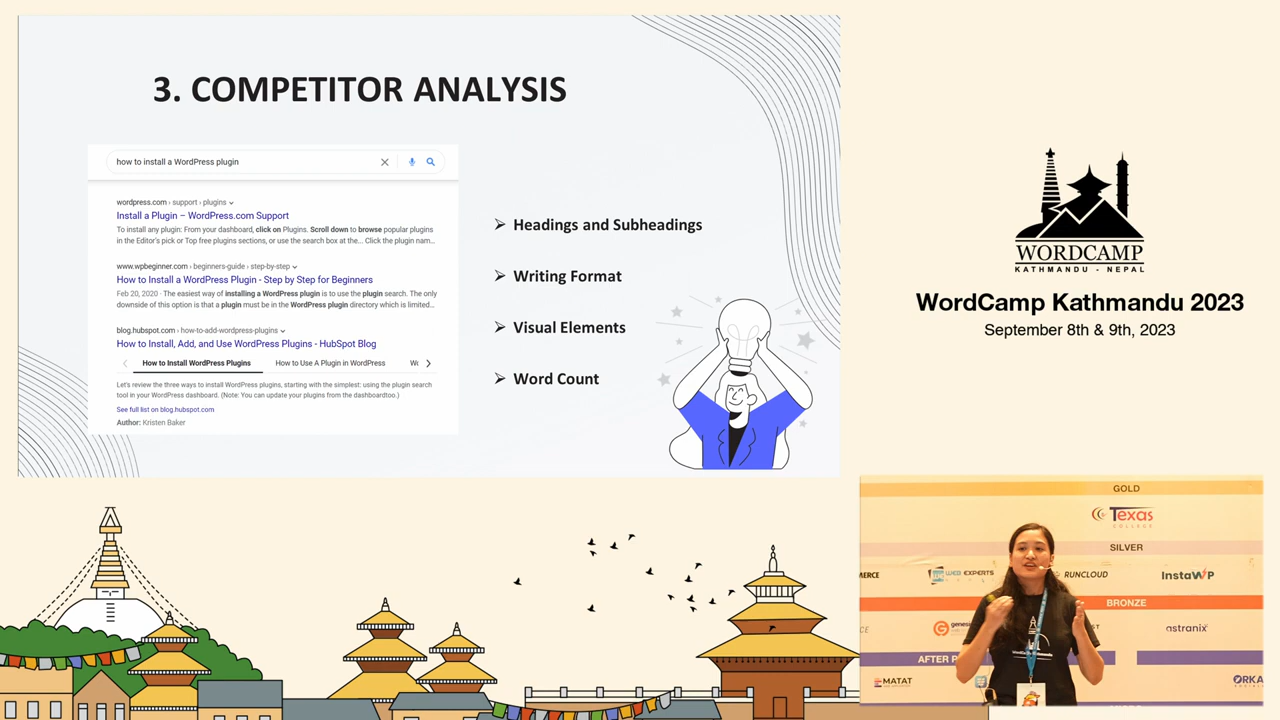 3. COMPETITOR ANALYSIS
how to install a WordPress plugin
wordpress.com › support › plugins
Install a Plugin – WordPress.com Support
To install any plugin: From your dashboard, click on Plugins. Scroll down to browse popular plugins
in the Editor's pick or Top free plugins sections, or use the search box at the... Click the plugin nam...
www.wpbeginner.com › beginners-guide › step-by-step
How to Install a WordPress Plugin - Step by Step for Beginners
Feb 20, 2020 · The easiest way of installing a WordPress plugin is to use the plugin search. The only
downside of this option is that a plugin must be in the WordPress plugin directory which is limited...
blog.hubspot.com › how-to-add-wordpress-plugins
How to Install, Add, and Use WordPress Plugins - HubSpot Blog
How to Install WordPress Plugins
How to Use A Plugin in WordPress
Let's review the three ways to install WordPress plugins, starting with the simplest: using the plugin search
tool in your WordPress dashboard. (Note: You can update your plugins from the dashboardtoo.)
See full list on blog.hubspot.com
Author: Kristen Baker
➢ Headings and Subheadings
➢ Writing Format
➢ Visual Elements
➢ Word Count
WORDCAMP
KATHMANDU - NEPAL
WordCamp Kathmandu 2023
September 8th & 9th, 2023
GOLD
Texas
COLLEGE
SILVER
MERCE
WEB EXPERTS
RUNCLOUD
InstaWP
BRONZE
genesis
astranix
AFTER P
MATAT
ORKA